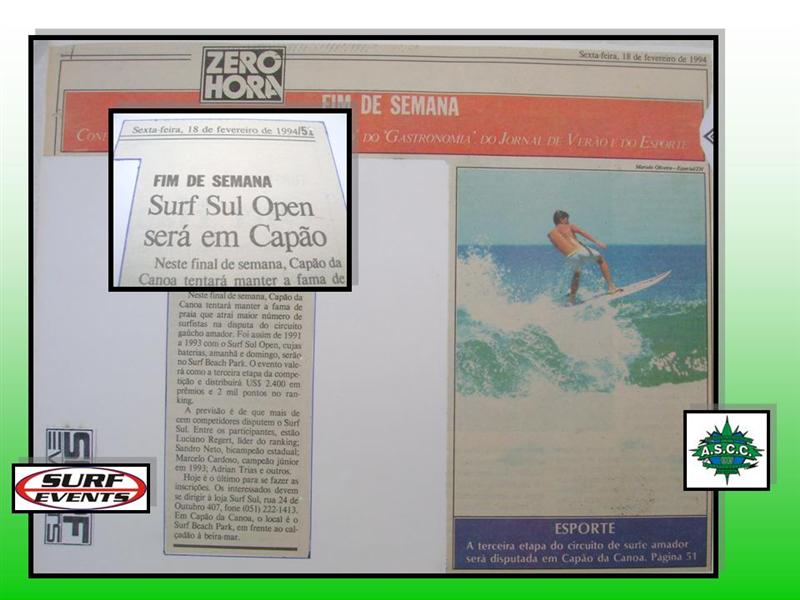 Sexta-feira, 18 de fevereiro de 1994
ZERO
HORA
FIM DE SEMANA
DO 'GASTRONOMIA' DO JORNAL DE VERÃO E DO ESPORTE
Sexta-feira, 18 de fevereiro de 1994/51
FIM DE SEMANA
Surf Sul Open
será em Capão
Neste final de semana, Capão da
Canoa tentará manter a fama de
Neste final de semana, Capão da
Canoa tentará manter a fama de
praia que atrai maior número de
surfistas na disputa do circuito
gaúcho amador. Foi assim de 1991
a 1993 com o Surf Sul Open, cujas
baterias, amanhã e domingo, serão
no Surf Beach Park. O evento vale-
rá como a terceira etapa da compe-
tição e distribuirá US$ 2.400 em
prêmios e 2 mil pontos no ran-
king.
A previsão é de que mais de
cem competidores disputem o Surf
Sul. Entre os participantes, estão
Luciano Regert, líder do ranking;
Sandro Neto, bicampeão estadual;
Marcelo Cardoso, campeão júnior
em 1993; Adrian Trias e outros.
Hoje é o último para se fazer as
inscrições. Os interessados devem
se dirigir à loja Surf Sul, rua 24 de
Outubro 407, fone (051) 222-1413.
Em Capão da Canoa, o local é o
Surf Beach Park, em frente ao cal-
çadão à beira-mar.
Marcelo Oliveira - Especial/ZH
ESPORTE
A terceira etapa do circuito de surfe amador
será disputada em Capão da Canoa. Página 51
SURF
EVENTS
A.S.C.C.